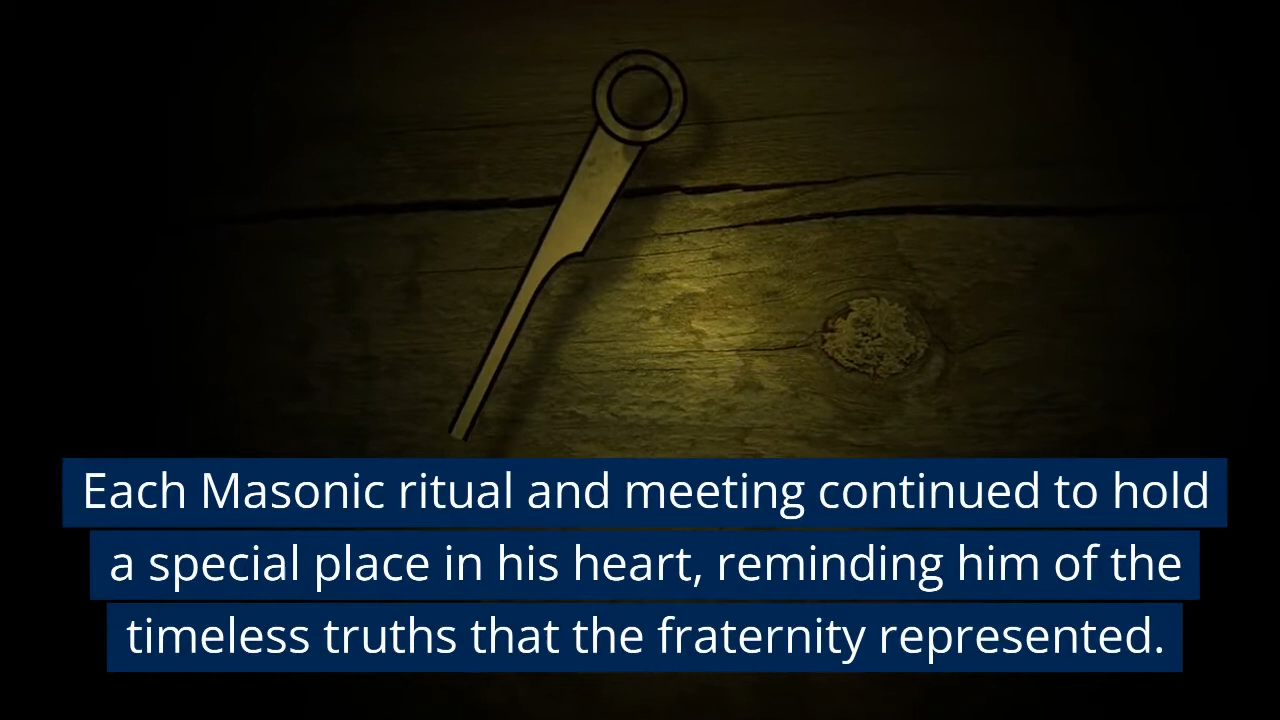 Each Masonic ritual and meeting continued to hold
a special place in his heart, reminding him of the
timeless truths that the fraternity represented.